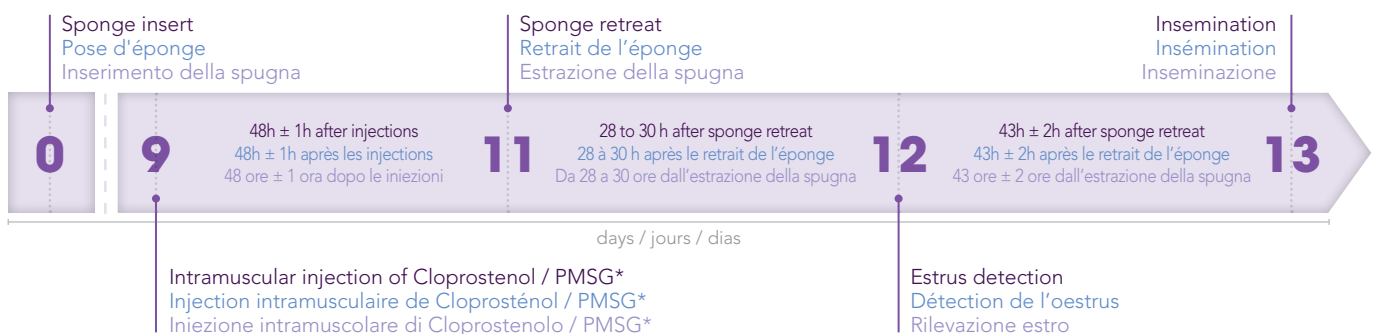 Sponge insert
Pose d'éponge
Inserimento della spugna
Sponge retreat
Retrait de l’éponge
Estrazione della spugna
Insemination
Insémination
Inseminazione
0
9
48h ± 1h after injections
48h ± 1h après les injections
48 ore ± 1 ora dopo le iniezioni
11
28 to 30 h after sponge retreat
28 à 30 h après le retrait de l’éponge
Da 28 a 30 ore dall’estrazione della spugna
12
43h ± 2h after sponge retreat
43h ± 2h après le retrait de l’éponge
43 ore ± 2 ore dall’estrazione della spugna
13
days / jours / dias
Intramuscular injection of Cloprostenol / PMSG*
Injection intramusculaire de Cloprosténol / PMSG*
Iniezione intramuscolare di Cloprostenolo / PMSG*
Estrus detection
Détection de l’oestrus
Rilevazione estro